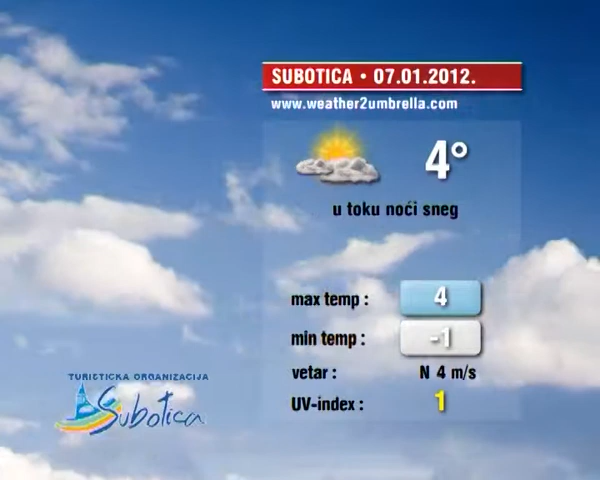 SUBOTICA • 07.01.2012.
www.weather2umbrella.com
4°
u toku noći sneg
max temp : 4
min temp : -1
vetar : N 4 m/s
UV-index : 1
TURISTICKA ORGANIZACIJA
Subotica